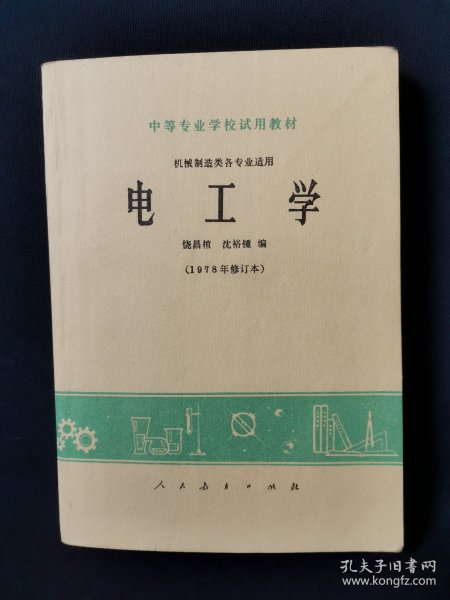 中等专业学校试用教材
机械制造类各专业适用
电工学
饶昌植 沈裕锺 编
(1978年修订本)
人民教育出版社
孔夫子旧书网
www.kongfz.com